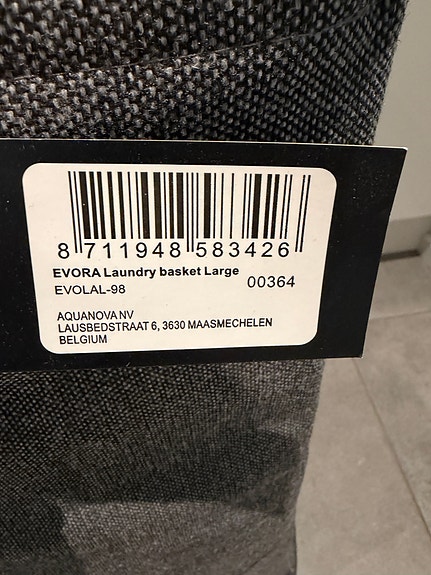 8 711948 583426
EVORA Laundry basket Large
EVOLAL-98 00364
AQUANOVA NV
LAUSBEDSTRAAT 6, 3630 MAASMECHELEN
BELGIUM